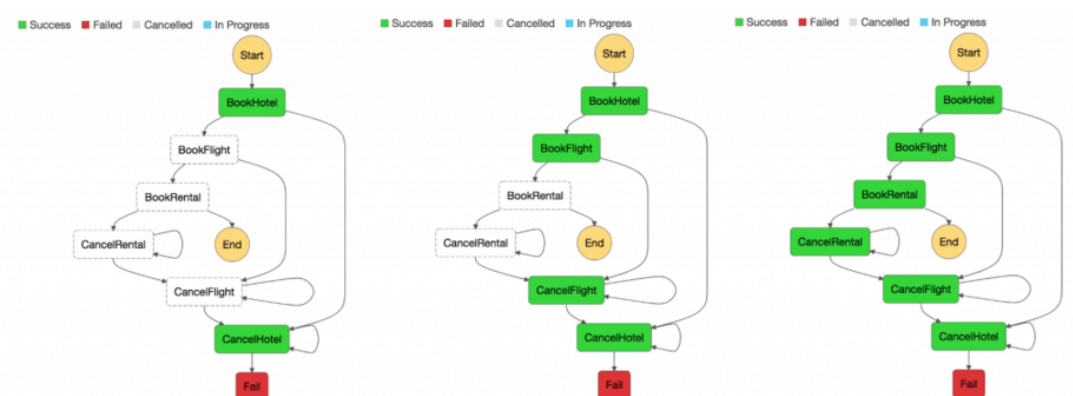 Success Failed Cancelled In Progress
Start
BookHotel
BookFlight
BookRental
CancelRental
End
CancelFlight
CancelHotel
Fail
Success Failed Cancelled In Progress
Start
BookHotel
BookFlight
BookRental
CancelRental
End
CancelFlight
CancelHotel
Fail
Success Failed Cancelled In Progress
Start
BookHotel
BookFlight
BookRental
CancelRental
End
CancelFlight
CancelHotel
Fail